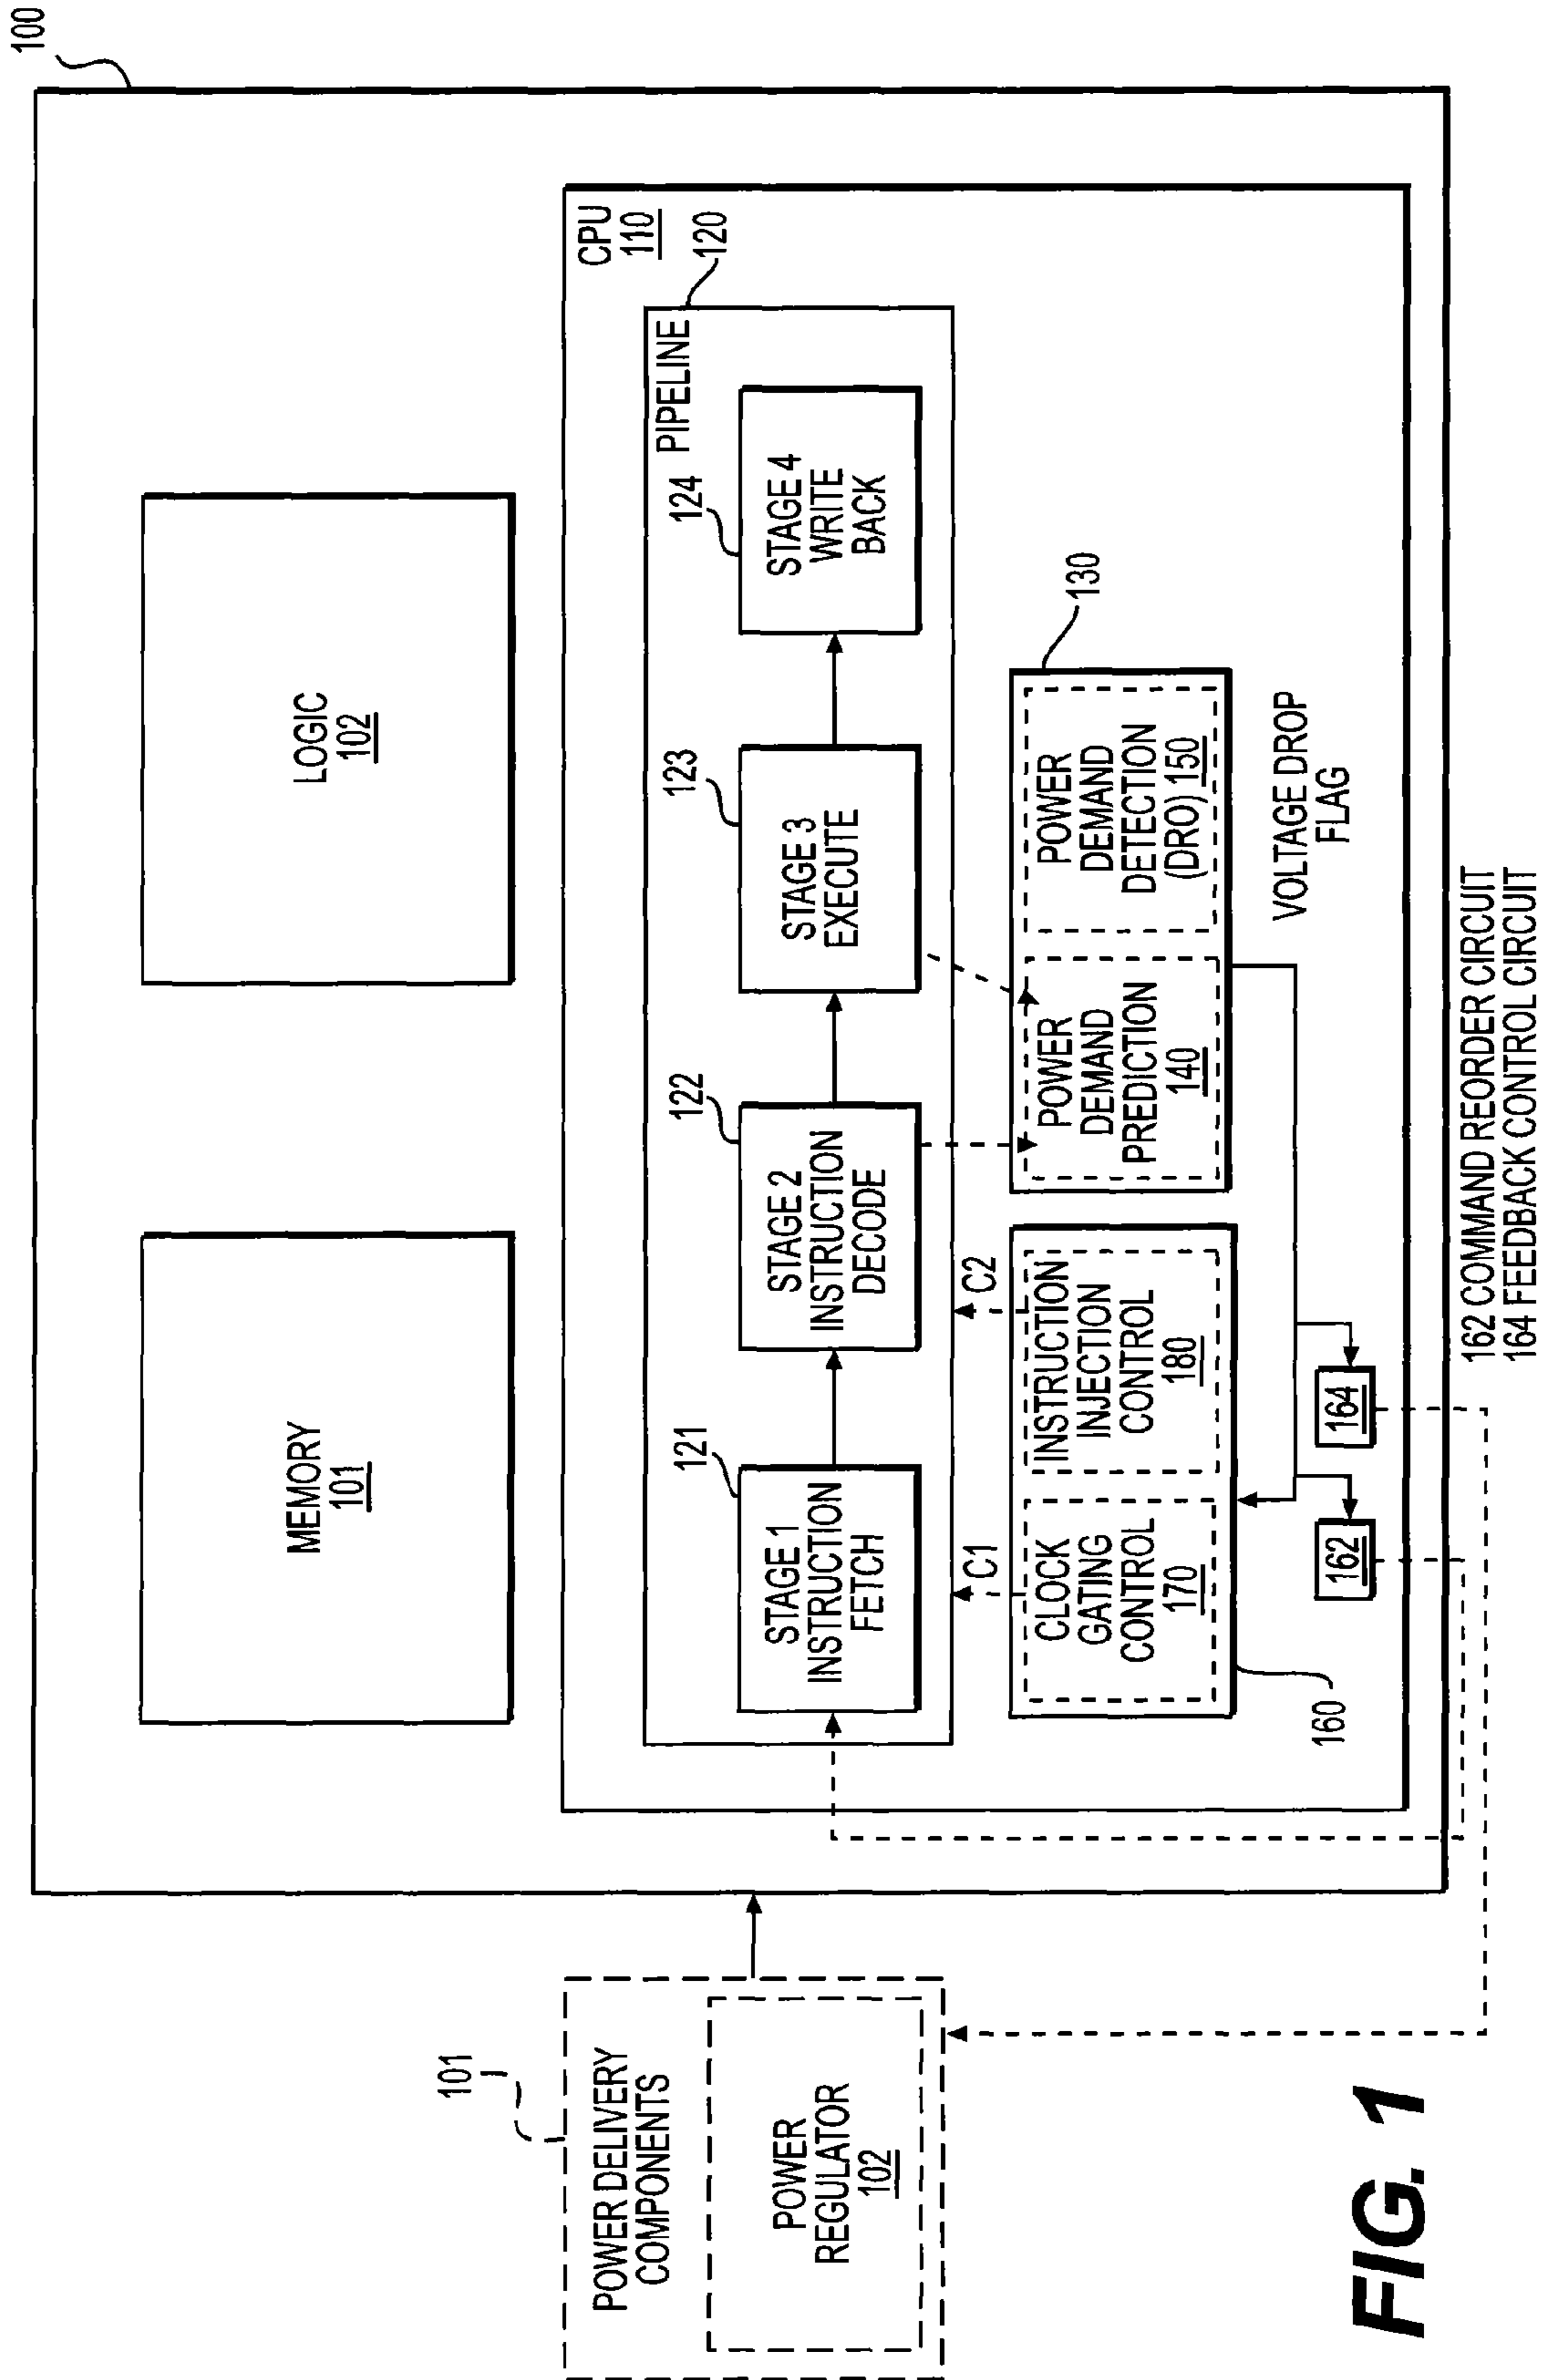 100
MEMORY
101
LOGIC
102
CPU
110
PIPELINE
120
121
STAGE 1
INSTRUCTION
FETCH
122
STAGE 2
INSTRUCTION
DECODE
123
STAGE 3
EXECUTE
124
STAGE 4
WRITE
BACK
C1
C2
CLOCK
GATING
CONTROL
170
INSTRUCTION
INJECTION
CONTROL
180
160
POWER
DEMAND
PREDICTION
140
POWER
DEMAND
DETECTION
(DRO) 150
130
VOLTAGE DROP
FLAG
162
164
162 COMMAND REORDER CIRCUIT
164 FEEDBACK CONTROL CIRCUIT
101
POWER DELIVERY
COMPONENTS
POWER
REGULATOR
102
FIG. 1